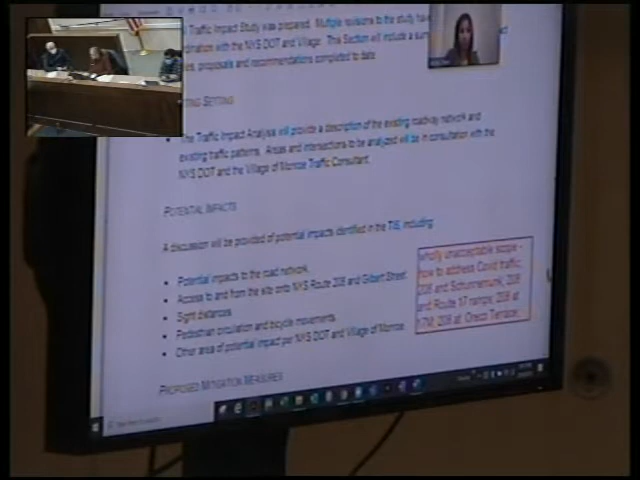 Traffic Impact Study was prepared. Multiple revisions to the study
with the NYS DOT and Village. This Section will include a
proposals and recommendations completed to date
SETTING
• The Traffic Impact Analysis will provide a description of the existing roadway network and
existing traffic patterns. Areas and intersections to be analyzed will be in consultation with the
NYS DOT and the Village of Monroe Traffic Consultant.
POTENTIAL IMPACTS
A discussion will be provided of potential impacts identified in the TIS, including:
• Potential impacts to the road network.
• Access to and from the site onto NYS Route 208 and Gilbert Street
• Sight distances
• Pedestrian circulation and bicycle movements.
• Other area of potential impact per NYS DOT and Village of Monroe
wholly unacceptable scope -
how to address Covid traffic,
208 and Schunnemunk, 208
and Route 17 ramps, 208 at
17M, 208 at Orseco Terrace,
PROPOSED MITIGATION MEASURES